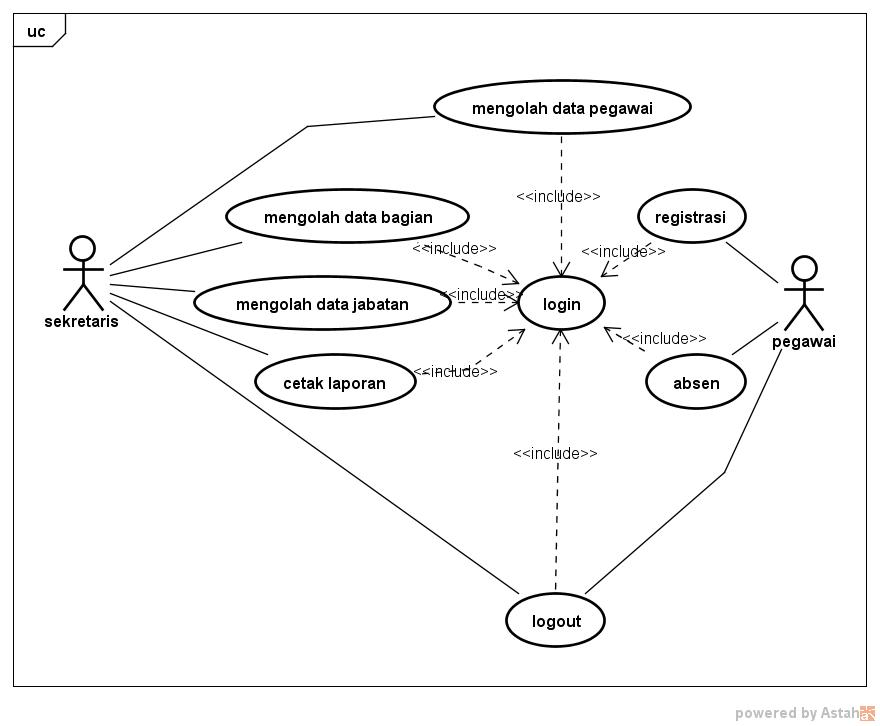 uc
mengolah data pegawai
<<include>>
mengolah data bagian
registrasi
<<include>>
<<include>>
mengolah data jabatan
<<include>>
login
sekretaris
pegawai
<<include>>
cetak laporan
<<include>>
absen
<<include>>
logout
powered by Astah